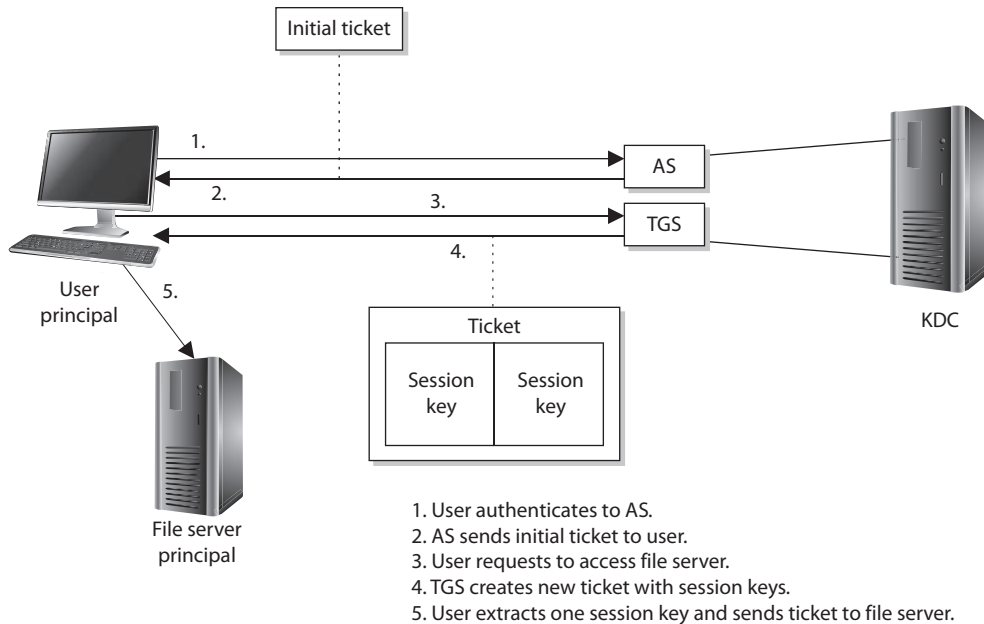 Initial ticket
1.
AS
2.
3.
TGS
4.
User
principal
5.
KDC
Ticket
Session
key
Session
key
File server
principal
1. User authenticates to AS.
2. AS sends initial ticket to user.
3. User requests to access file server.
4. TGS creates new ticket with session keys.
5. User extracts one session key and sends ticket to file server.